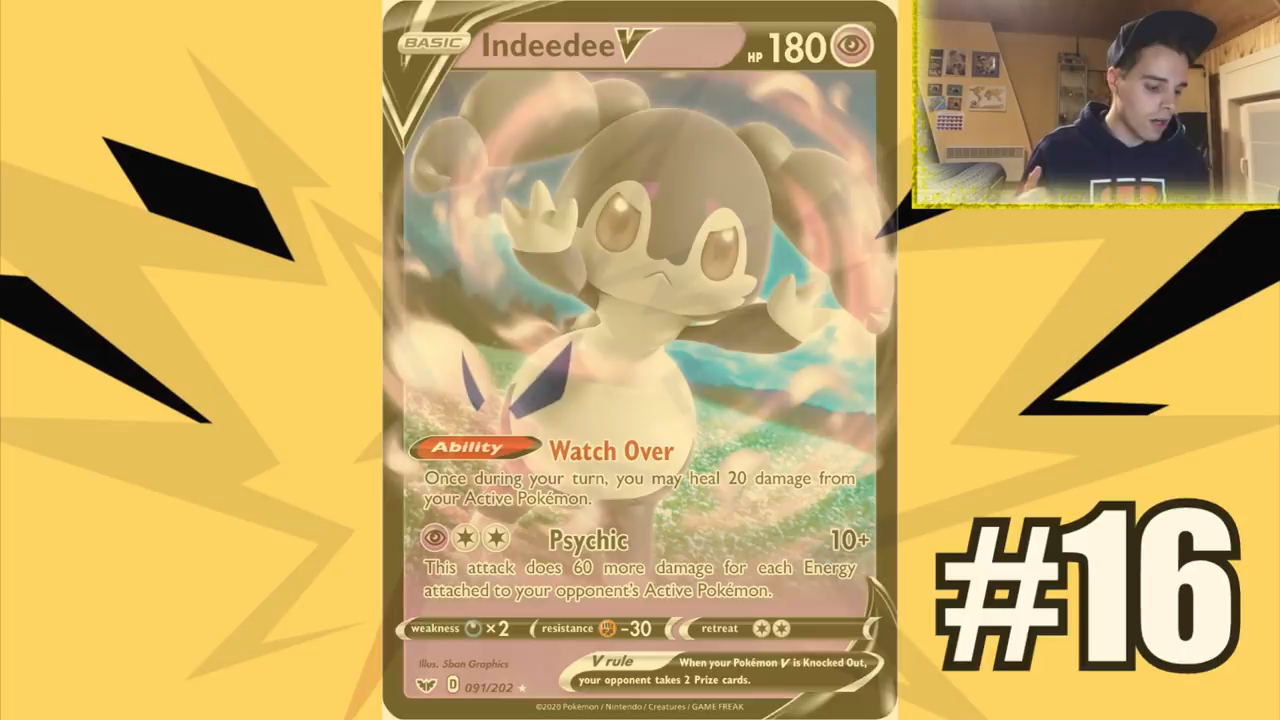 BASIC Indeedee V HP 180
Ability Watch Over
Once during your turn, you may heal 20 damage from
your Active Pokémon.
Psychic 10+
This attack does 60 more damage for each Energy
attached to your opponent's Active Pokémon.
weakness ×2 resistance -30 retreat
Illus. 5ban Graphics
V rule When your Pokémon V is Knocked Out,
your opponent takes 2 Prize cards.
D 091/202
©2020 Pokémon / Nintendo / Creatures / GAME FREAK
#16